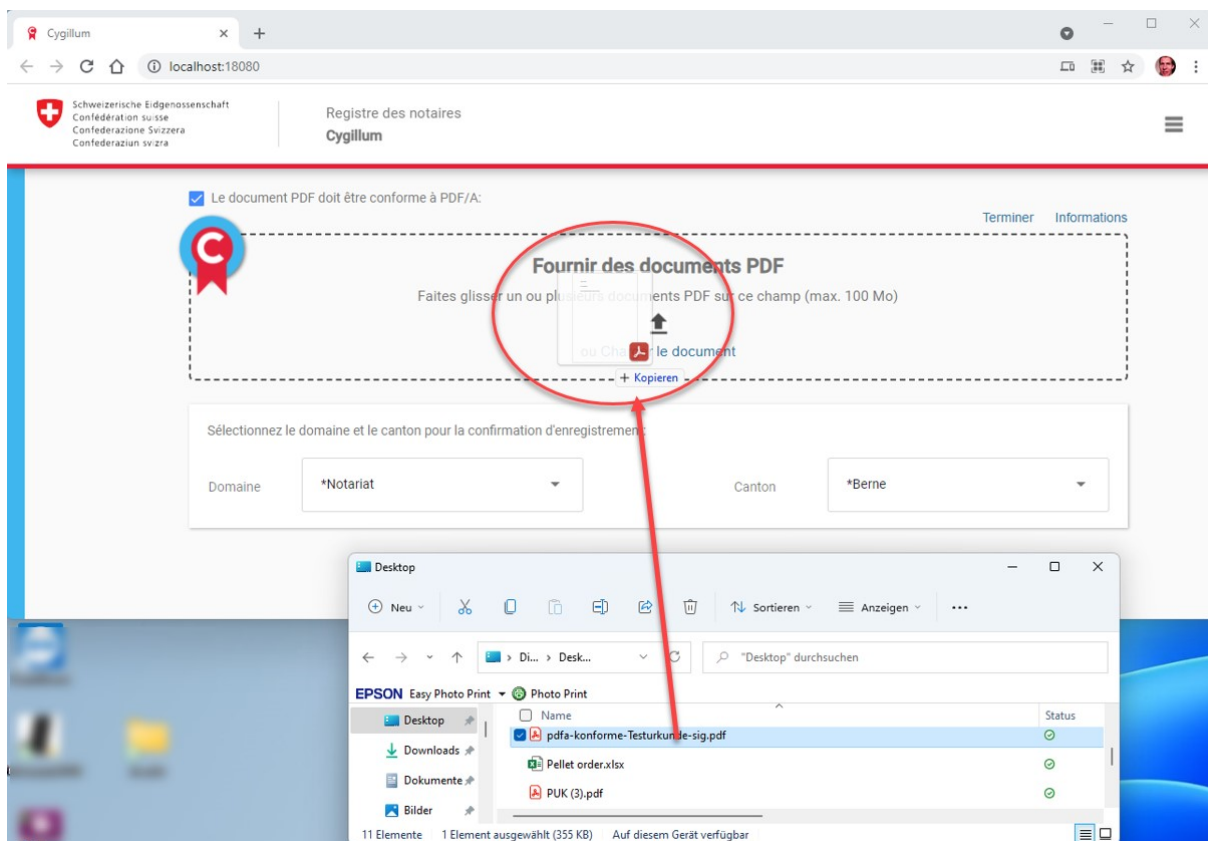 Cygillum
localhost:18080
Schweizerische Eidgenossenschaft
Confédération suisse
Confederazione Svizzera
Confederaziun svizra
Registre des notaires
Cygillum
Le document PDF doit être conforme à PDF/A:
Terminer Informations
C
Fournir des documents PDF
Faites glisser un ou plusieurs documents PDF sur ce champ (max. 100 Mo)
ou le document
+ Kopieren
Sélectionnez le domaine et le canton pour la confirmation d'enregistrement:
Domaine *Notariat Canton *Berne
Desktop
Neu Sortieren Anzeigen ...
Di... > Desk... "Desktop" durchsuchen
EPSON Easy Photo Print Photo Print
Desktop Name Status
pdfa-konforme-Testurkunde-sig.pdf
Downloads
Pellet order.xlsx
Dokumente
PUK (3).pdf
Bilder
11 Elemente 1 Element ausgewählt (355 KB) Auf diesem Gerät verfügbar